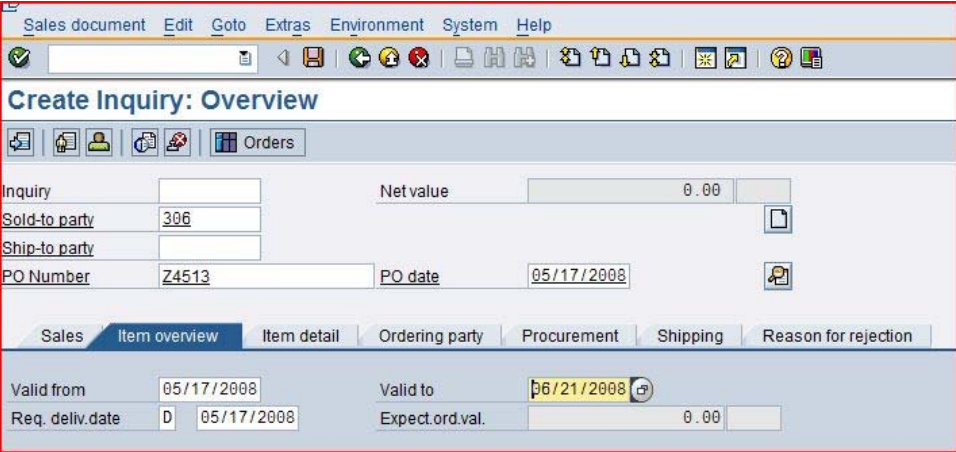 Sales document Edit Goto Extras Environment System Help
Create Inquiry: Overview
Orders
Inquiry Net value 0.00
Sold-to party 306
Ship-to party
PO Number Z4513 PO date 05/17/2008
Sales Item overview Item detail Ordering party Procurement Shipping Reason for rejection
Valid from 05/17/2008 Valid to 06/21/2008
Req. deliv.date D 05/17/2008 Expect.ord.val. 0.00